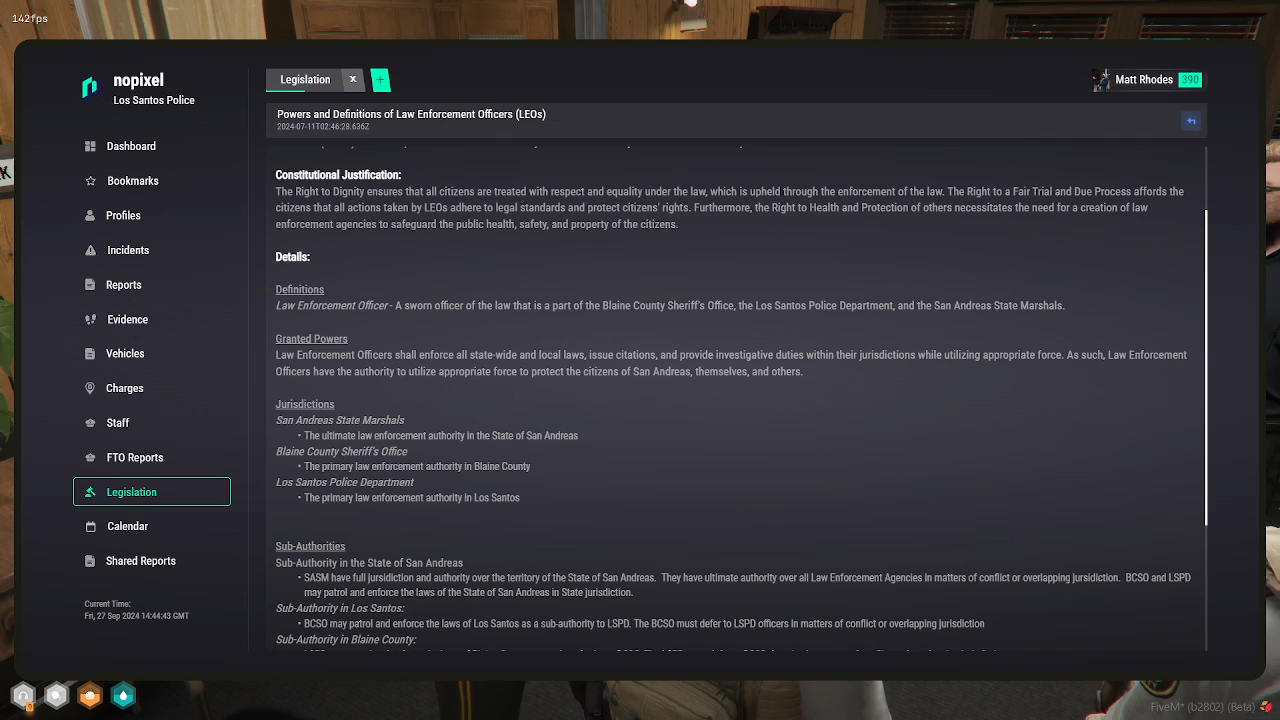 142fps
nopixel
Los Santos Police
Dashboard
Bookmarks
Profiles
Incidents
Reports
Evidence
Vehicles
Charges
Staff
FTO Reports
Legislation
Calendar
Shared Reports
Current Time:
Fri, 27 Sep 2024 14:44:43 GMT
Legislation x +
Matt Rhodes 390
Powers and Definitions of Law Enforcement Officers (LEOs)
2024-07-11T02:46:28.636Z
Constitutional Justification:
The Right to Dignity ensures that all citizens are treated with respect and equality under the law, which is upheld through the enforcement of the law. The Right to a Fair Trial and Due Process affords the
citizens that all actions taken by LEOs adhere to legal standards and protect citizens' rights. Furthermore, the Right to Health and Protection of others necessitates the need for a creation of law
enforcement agencies to safeguard the public health, safety, and property of the citizens.
Details:
Definitions
Law Enforcement Officer - A sworn officer of the law that is a part of the Blaine County Sheriff's Office, the Los Santos Police Department, and the San Andreas State Marshals.
Granted Powers
Law Enforcement Officers shall enforce all state-wide and local laws, issue citations, and provide investigative duties within their jurisdictions while utilizing appropriate force. As such, Law Enforcement
Officers have the authority to utilize appropriate force to protect the citizens of San Andreas, themselves, and others.
Jurisdictions
San Andreas State Marshals
• The ultimate law enforcement authority in the State of San Andreas
Blaine County Sheriff's Office
• The primary law enforcement authority in Blaine County
Los Santos Police Department
• The primary law enforcement authority in Los Santos
Sub-Authorities
Sub-Authority in the State of San Andreas
• SASM have full jursidiction and authority over the territory of the State of San Andreas. They have ultimate authority over all Law Enforcement Agencies in matters of conflict or overlapping jursidiction. BCSO and LSPD
may patrol and enforce the laws of the State of San Andreas in State jurisdiction.
Sub-Authority in Los Santos:
• BCSO may patrol and enforce the laws of Los Santos as a sub-authority to LSPD. The BCSO must defer to LSPD officers in matters of conflict or overlapping jurisdiction
Sub-Authority in Blaine County:
FiveM* (b2802) (Beta)